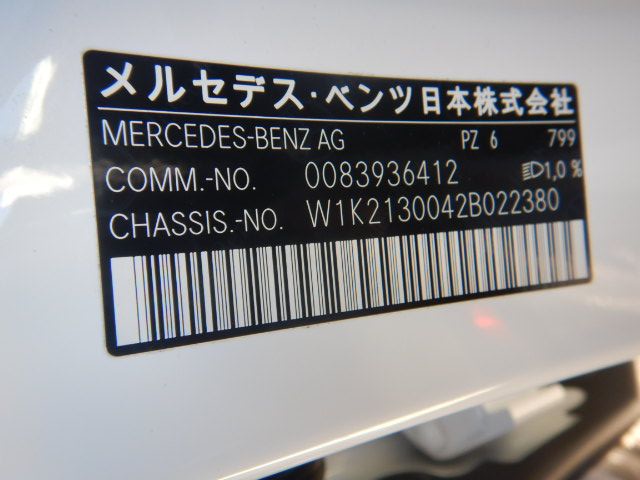 メルセデス・ベンツ日本株式会社
MERCEDES-BENZ AG PZ 6 799
COMM.-NO. 0083936412 1,0 %
CHASSIS.-NO. W1K2130042B022380